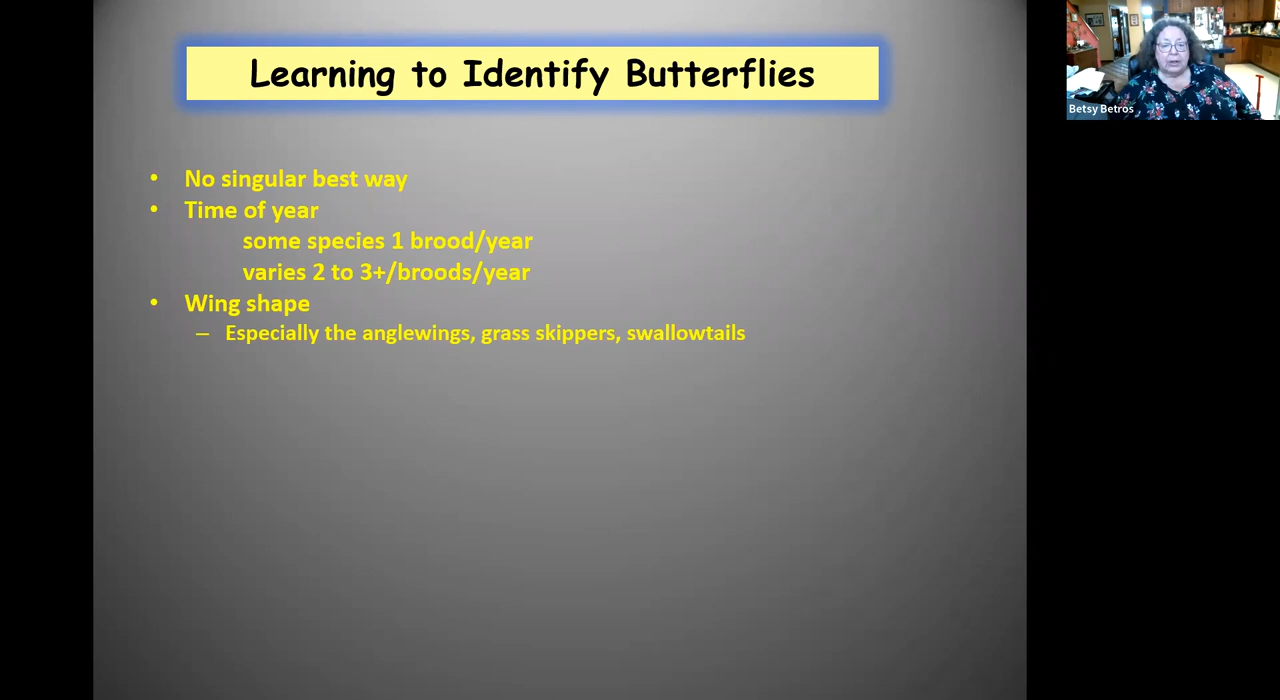 Learning to Identify Butterflies
Betsy Betros
• No singular best way
• Time of year
some species 1 brood/year
varies 2 to 3+/broods/year
• Wing shape
– Especially the anglewings, grass skippers, swallowtails